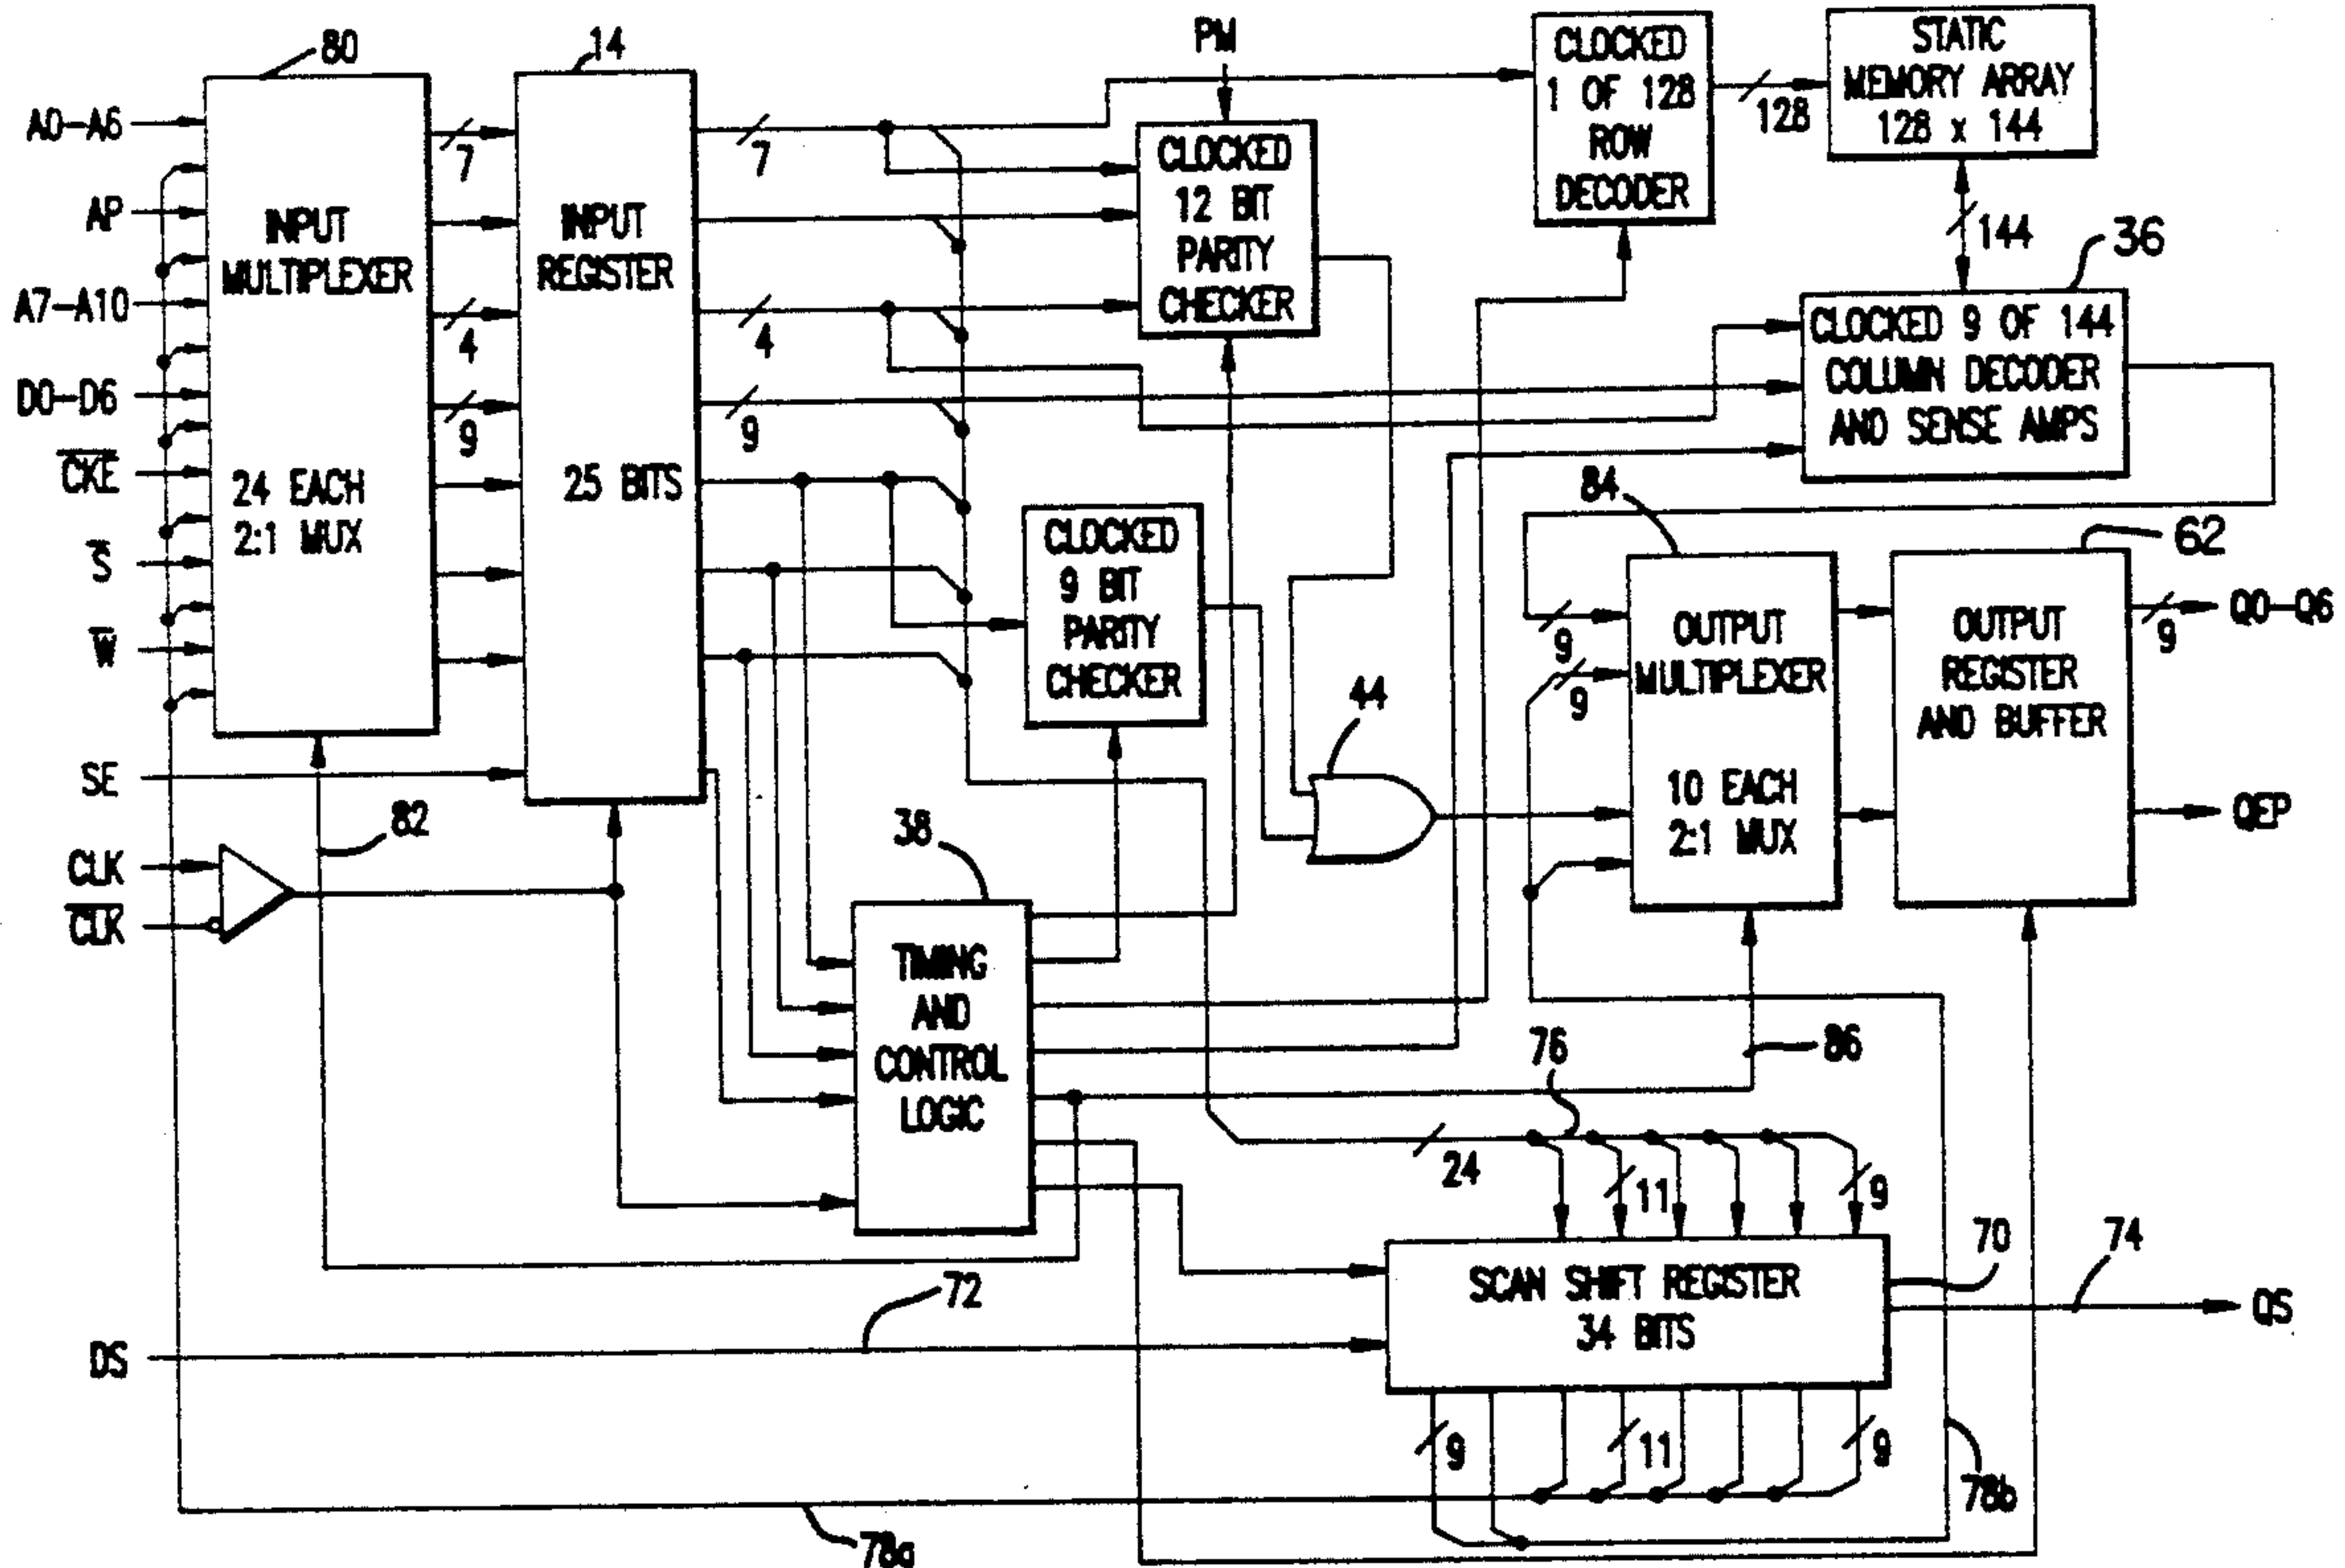 80
14
PM
CLOCKED
1 OF 128
ROW
DECODER
128
STATIC
MEMORY ARRAY
128 x 144
144
36
A0-A6
AP
A7-A10
D0-D6
CKE
S
W
SE
CLK
CLK
DS
INPUT
MULTIPLEXER
24 EACH
2:1 MUX
7
4
9
INPUT
REGISTER
25 BITS
7
4
9
CLOCKED
12 BIT
PARITY
CHECKER
CLOCKED 9 OF 144
COLUMN DECODER
AND SENSE AMPS
CLOCKED
9 BIT
PARITY
CHECKER
84
62
9
9
OUTPUT
MULTIPLEXER
10 EACH
2:1 MUX
OUTPUT
REGISTER
AND BUFFER
9
Q0-Q6
QEP
44
82
38
TIMING
AND
CONTROL
LOGIC
86
76
24
11
9
70
74
SCAN SHIFT REGISTER
34 BITS
QS
72
9
11
9
78a
78b